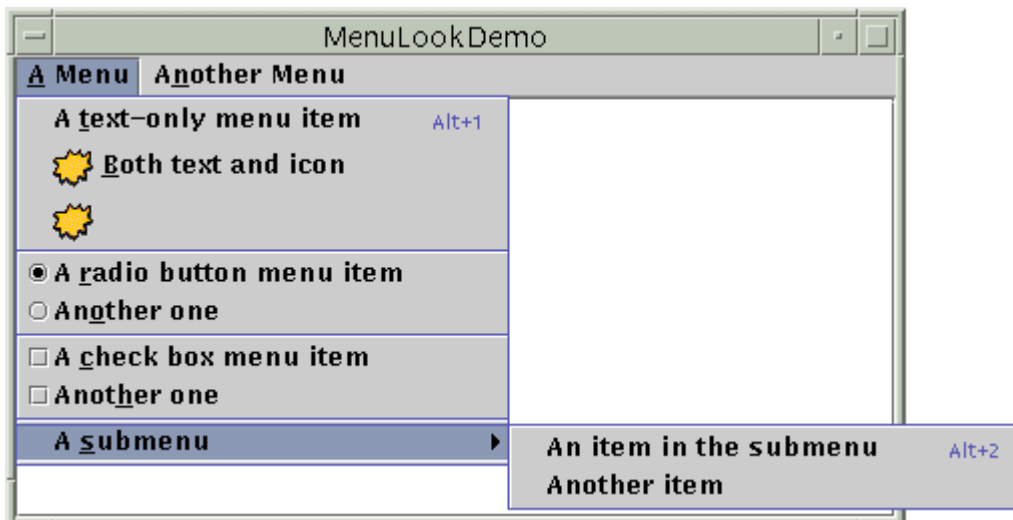 MenuLookDemo
A Menu Another Menu
A text-only menu item Alt+1
Both text and icon
A radio button menu item
Another one
A check box menu item
Another one
A submenu
An item in the submenu Alt+2
Another item